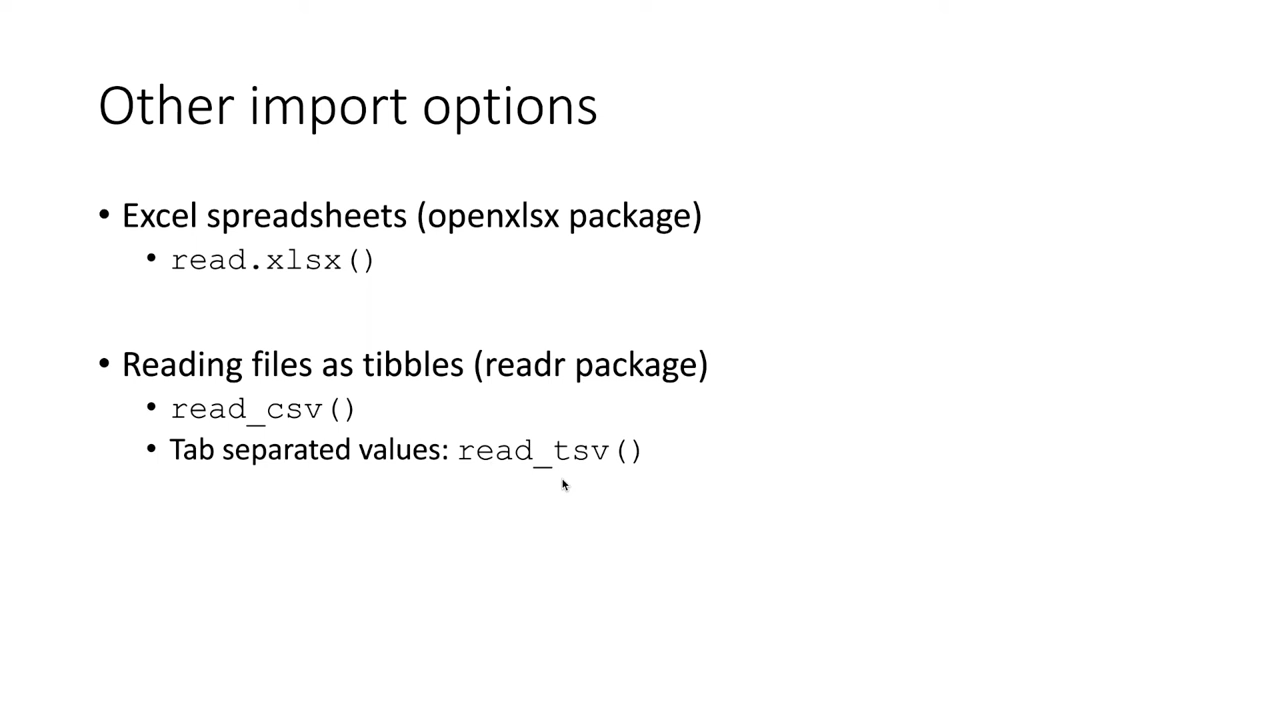 Other import options
• Excel spreadsheets (openxlsx package)
• read.xlsx()
• Reading files as tibbles (readr package)
• read_csv()
• Tab separated values: read_tsv()